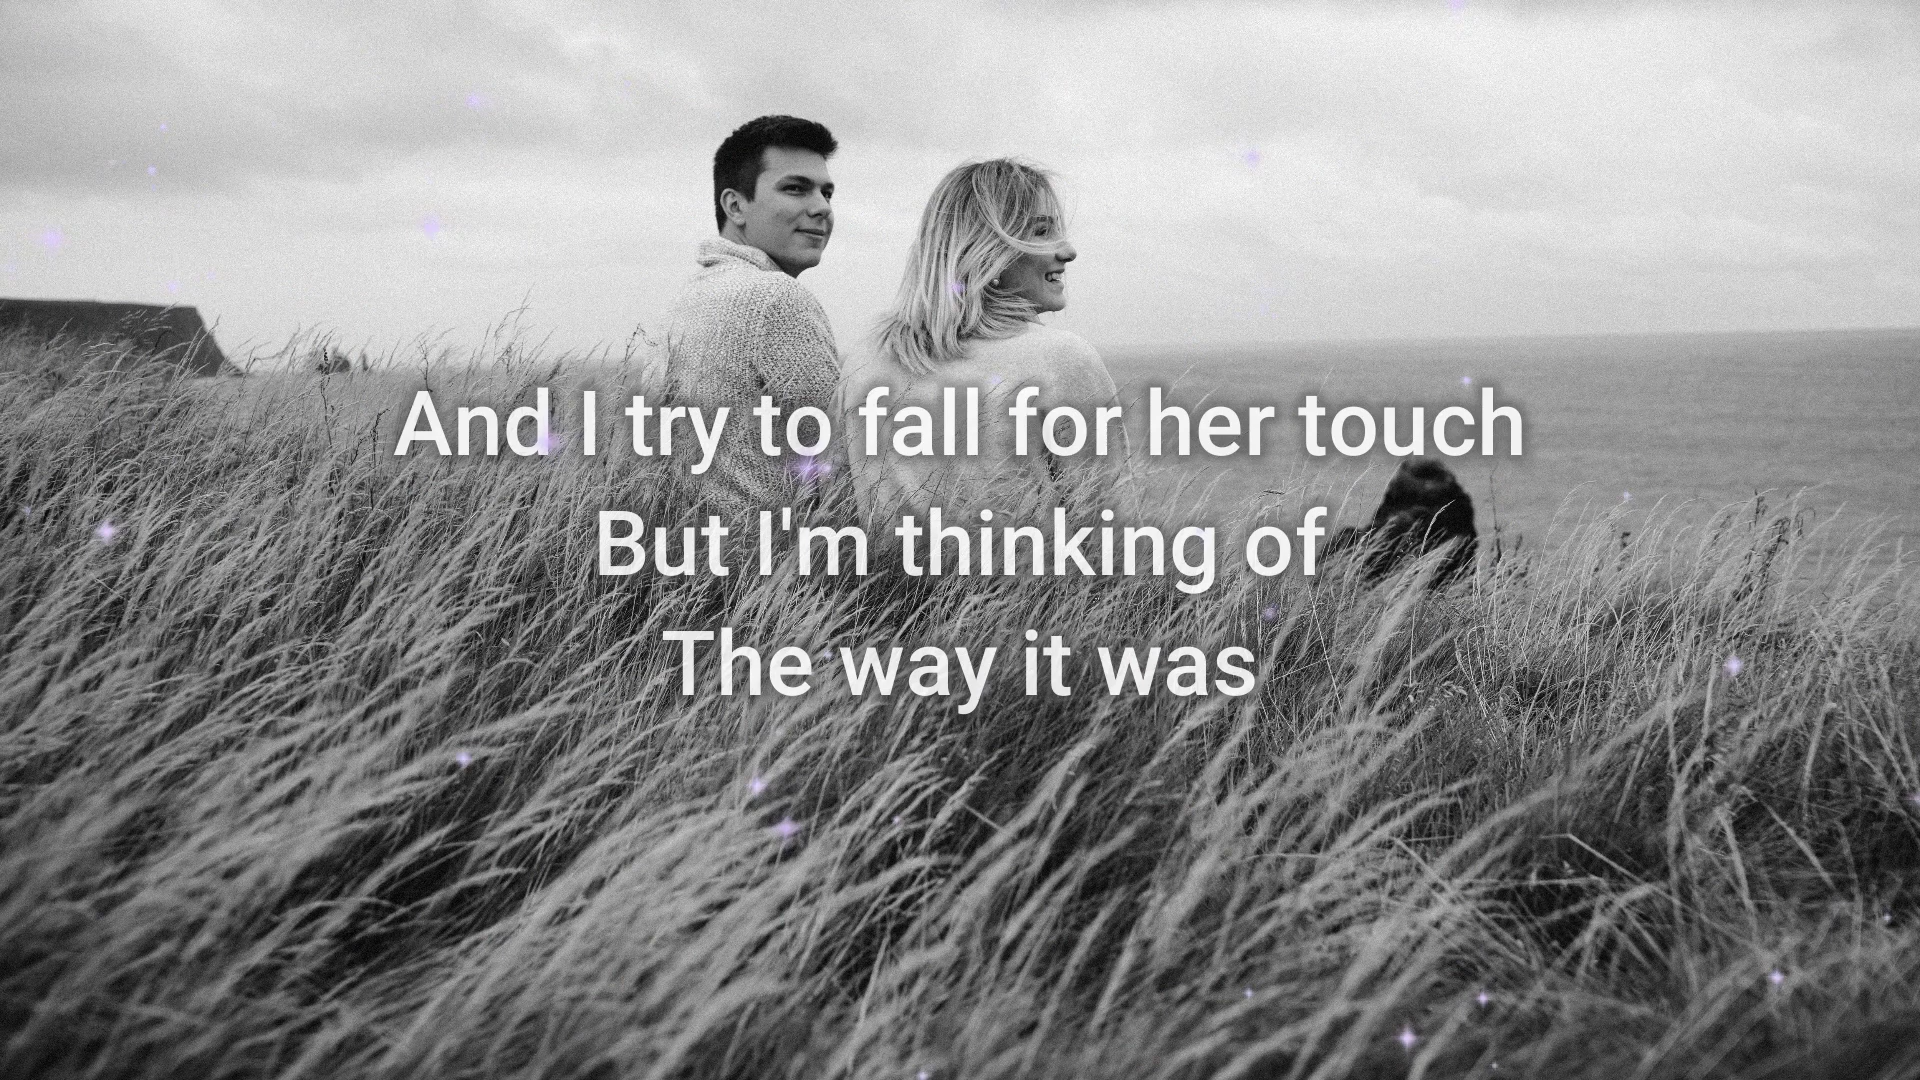 And I try to fall for her touch
But I'm thinking of
The way it was